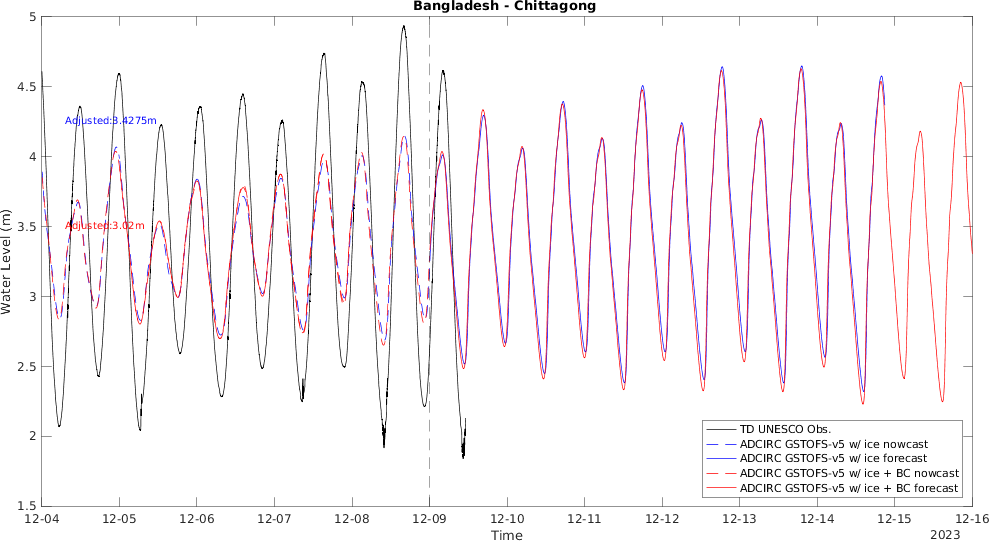 Bangladesh - Chittagong
5
4.5
4
3.5
3
2.5
2
1.5
Water Level (m)
Adjusted:3.4275m
Adjusted:3.02m
TD UNESCO Obs.
ADCIRC GSTOFS-v5 w/ ice nowcast
ADCIRC GSTOFS-v5 w/ ice forecast
ADCIRC GSTOFS-v5 w/ ice + BC nowcast
ADCIRC GSTOFS-v5 w/ ice + BC forecast
12-04 12-05 12-06 12-07 12-08 12-09 12-10 12-11 12-12 12-13 12-14 12-15 12-16
Time
2023